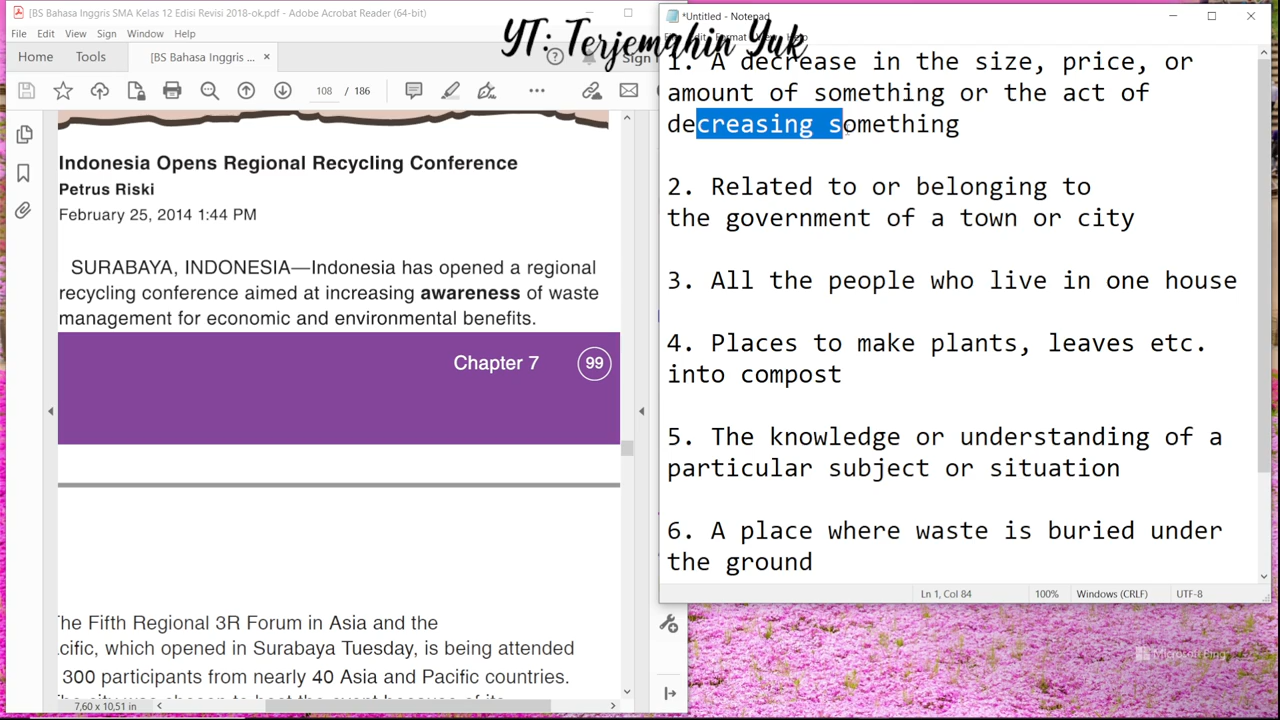 [BS Bahasa Inggris SMA Kelas 12 Edisi Revisi 2018-ok.pdf - Adobe Acrobat Reader (64-bit)
File Edit View Sign Window Help
Home Tools [BS Bahasa Inggris ... × Sign
108 / 186
Indonesia Opens Regional Recycling Conference
Petrus Riski
February 25, 2014 1:44 PM
SURABAYA, INDONESIA—Indonesia has opened a regional
recycling conference aimed at increasing awareness of waste
management for economic and environmental benefits.
Chapter 7 99
The Fifth Regional 3R Forum in Asia and the
which opened in Surabaya Tuesday, is being attended
300 participants from nearly 40 Asia and Pacific countries.
7,60 x 10,51 in
YT: Terjemahin Yuk
*Untitled - Notepad
Format
1. A decrease in the size, price, or
amount of something or the act of
decreasing something
2. Related to or belonging to
the government of a town or city
3. All the people who live in one house
4. Places to make plants, leaves etc.
into compost
5. The knowledge or understanding of a
particular subject or situation
6. A place where waste is buried under
the ground
Ln 1, Col 84 100% Windows (CRLF) UTF-8
Microsoft Bing